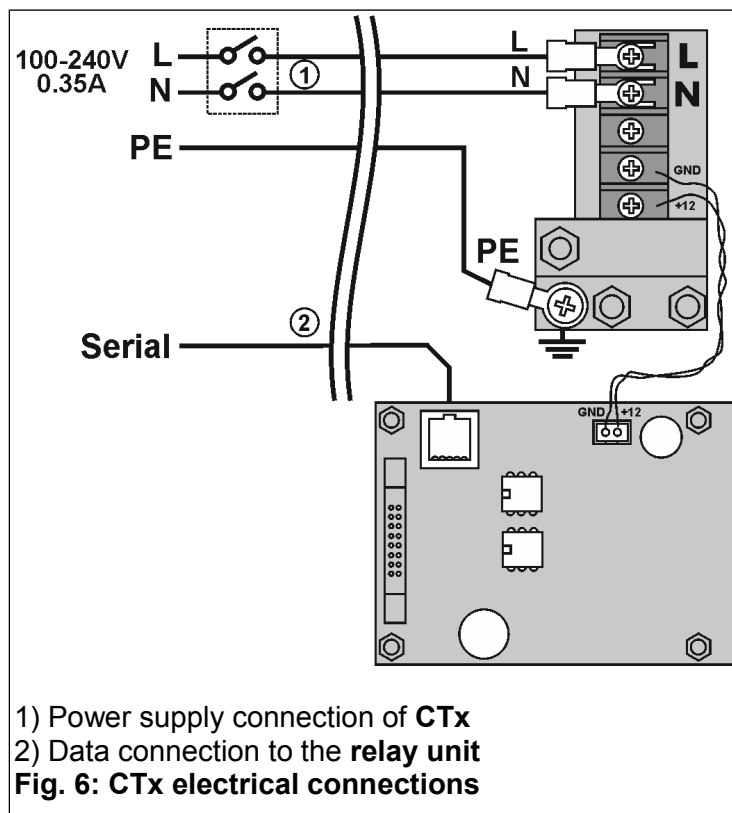 100-240V
0.35A
L
N
1
L
N
L
N
PE
GND
+12
PE
2
Serial
GND +12
1) Power supply connection of CTx
2) Data connection to the relay unit
Fig. 6: CTx electrical connections